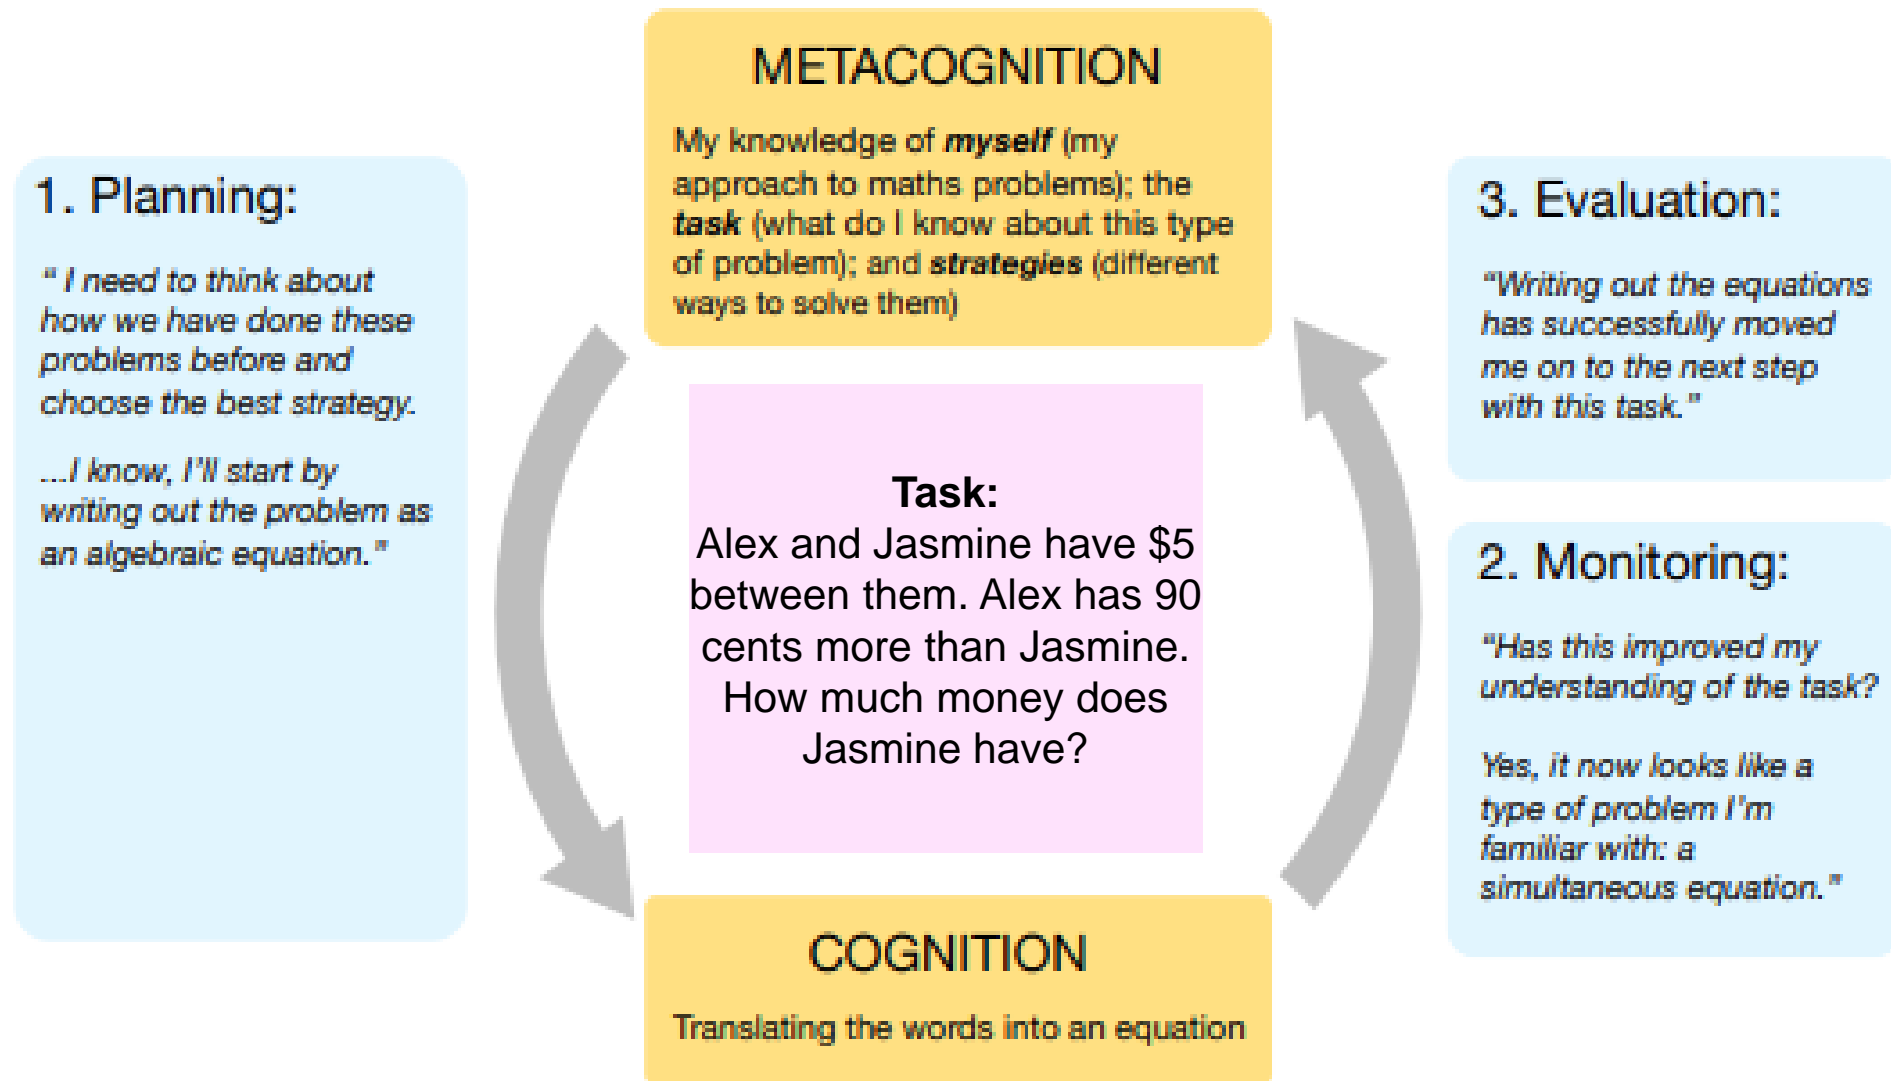 METACOGNITION
My knowledge of myself (my
approach to maths problems); the
task (what do I know about this type
of problem); and strategies (different
ways to solve them)
1. Planning:
“ I need to think about
how we have done these
problems before and
choose the best strategy.
...I know, I’ll start by
writing out the problem as
an algebraic equation.”
Task:
Alex and Jasmine have $5
between them. Alex has 90
cents more than Jasmine.
How much money does
Jasmine have?
3. Evaluation:
“Writing out the equations
has successfully moved
me on to the next step
with this task.”
2. Monitoring:
“Has this improved my
understanding of the task?
Yes, it now looks like a
type of problem I’m
familiar with: a
simultaneous equation.”
COGNITION
Translating the words into an equation